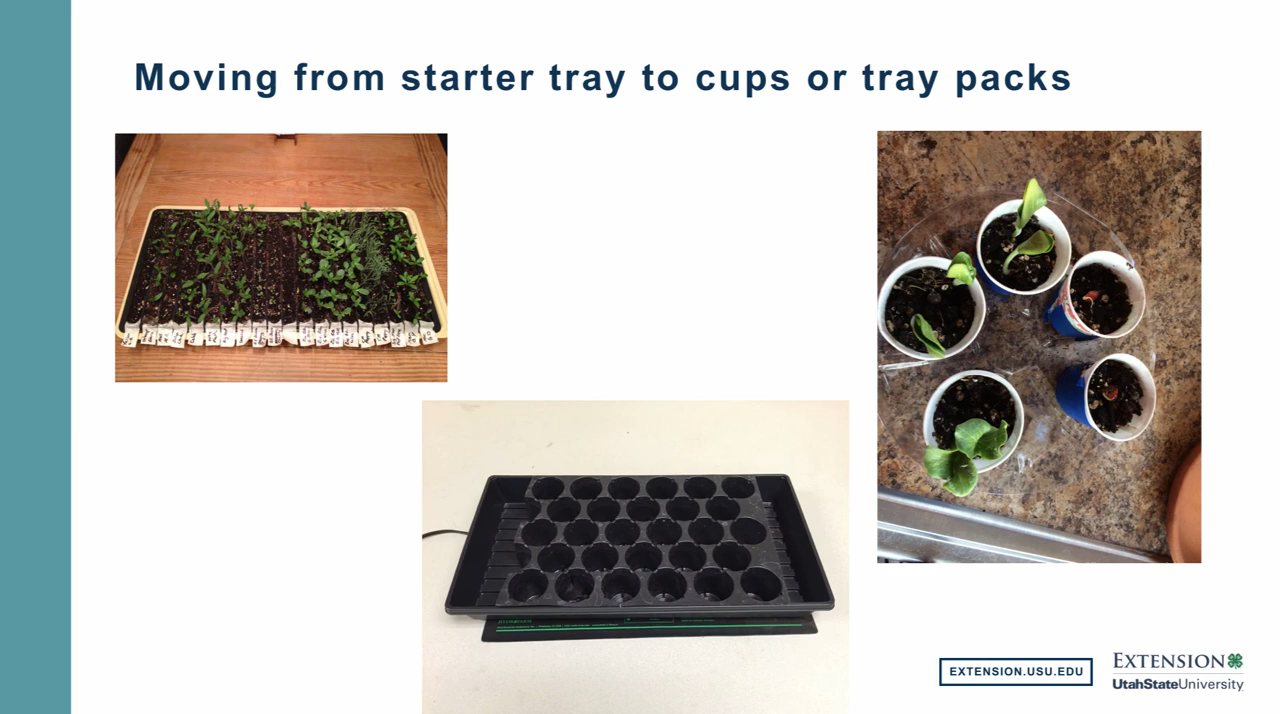 Moving from starter tray to cups or tray packs
EXTENSION.USU.EDU
EXTENSION
UtahStateUniversity